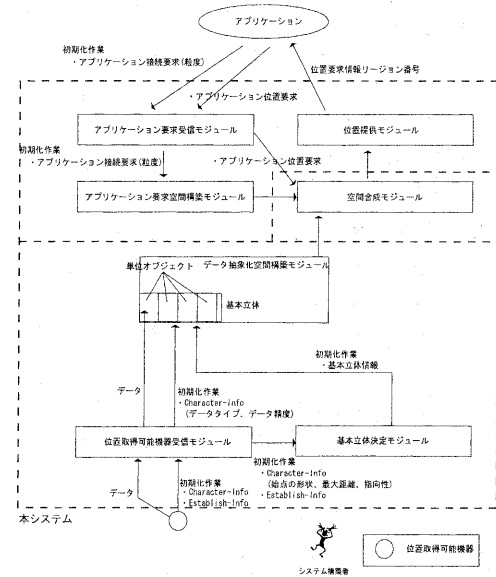 アプリケーション
初期化作業
・アプリケーション接続要求(粒度)
位置要求情報リージョン番号
・アプリケーション位置要求
アプリケーション要求受信モジュール
位置提供モジュール
初期化作業
・アプリケーション接続要求(粒度)
・アプリケーション位置要求
アプリケーション要求空間構築モジュール
空間合成モジュール
単位オブジェクト
データ抽象化空間構築モジュール
基本立体
初期化作業
・基本立体情報
データ
初期化作業
・Character-Info
(データタイプ、データ精度)
位置取得可能機器受信モジュール
基本立体決定モジュール
初期化作業
・Character-Info
(始点の形状、最大距離、指向性)
・Establish-Info
データ
初期化作業
・Character-Info
・Establish-Info
本システム
位置取得可能機器
システム構築者